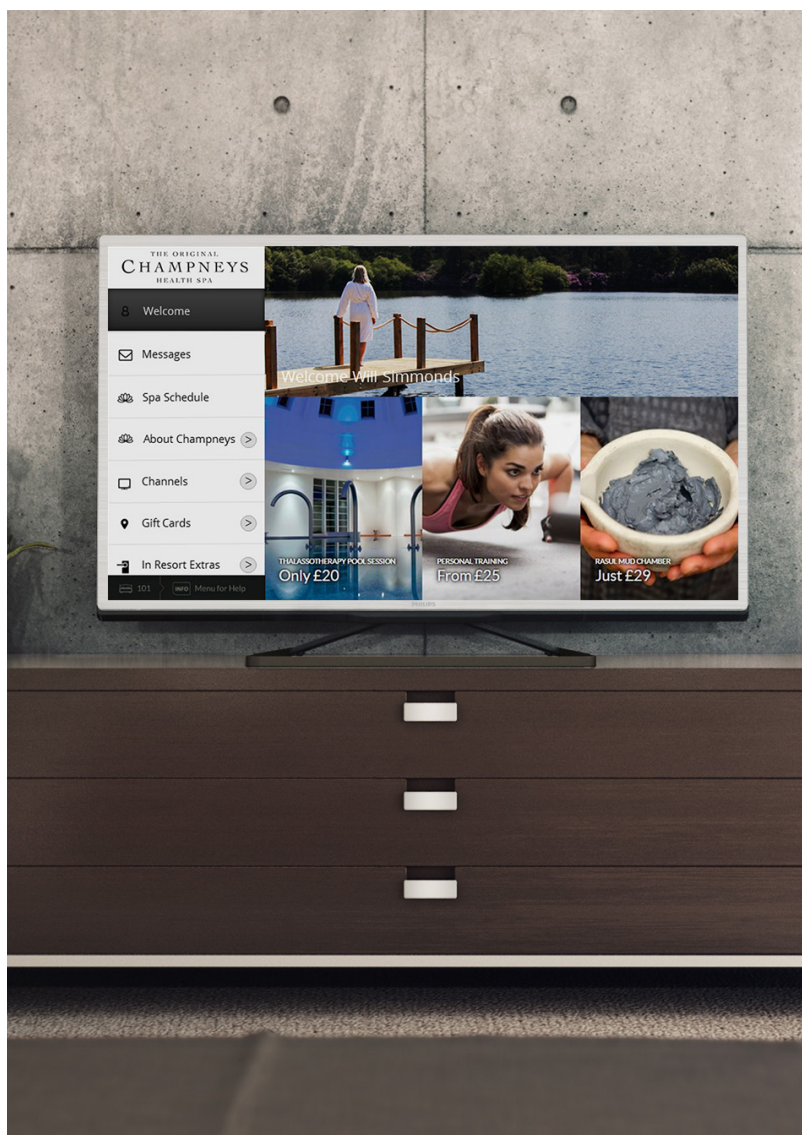 THE ORIGINAL
CHAMPNEYS
HEALTH SPA
Welcome
Messages
Spa Schedule
About Champneys >
Channels >
Gift Cards >
In Resort Extras >
101 INFO Menu for Help
Welcome Will Simmonds
THALASSOTHERAPY POOL SESSION
Only £20
PERSONAL TRAINING
From £25
RASUL MUD CHAMBER
Just £29
PHILIPS